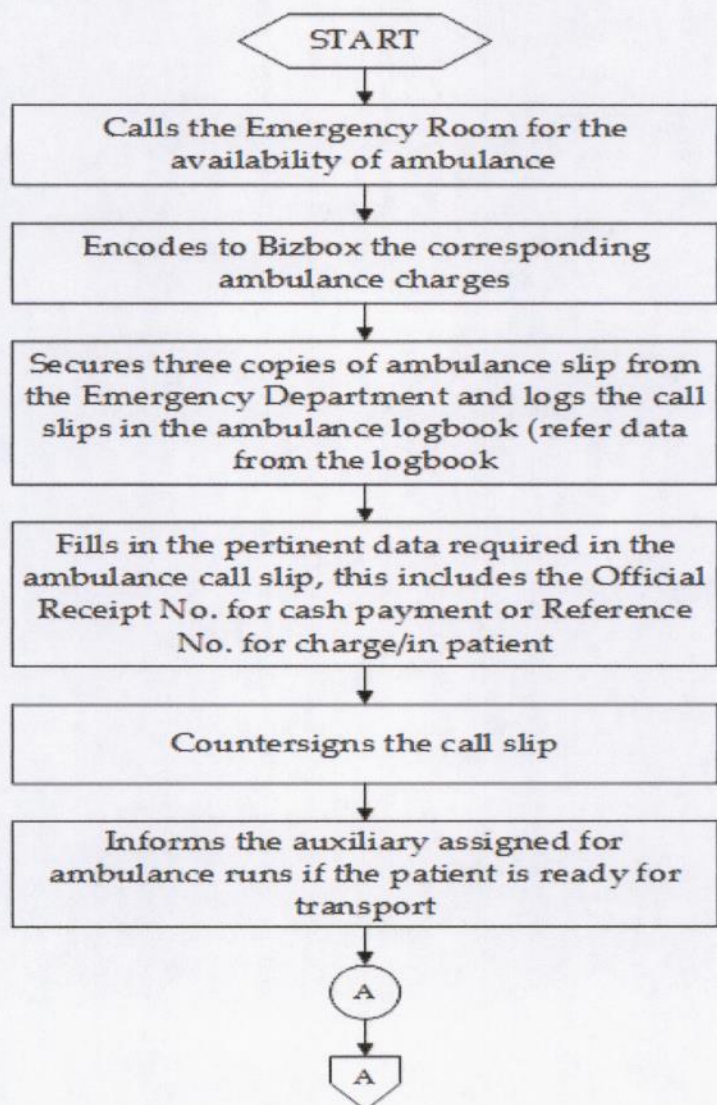 START
Calls the Emergency Room for the
availability of ambulance
Encodes to Bizbox the corresponding
ambulance charges
Secures three copies of ambulance slip from
the Emergency Department and logs the call
slips in the ambulance logbook (refer data
from the logbook
Fills in the pertinent data required in the
ambulance call slip, this includes the Official
Receipt No. for cash payment or Reference
No. for charge/in patient
Countersigns the call slip
Informs the auxiliary assigned for
ambulance runs if the patient is ready for
transport
A
A